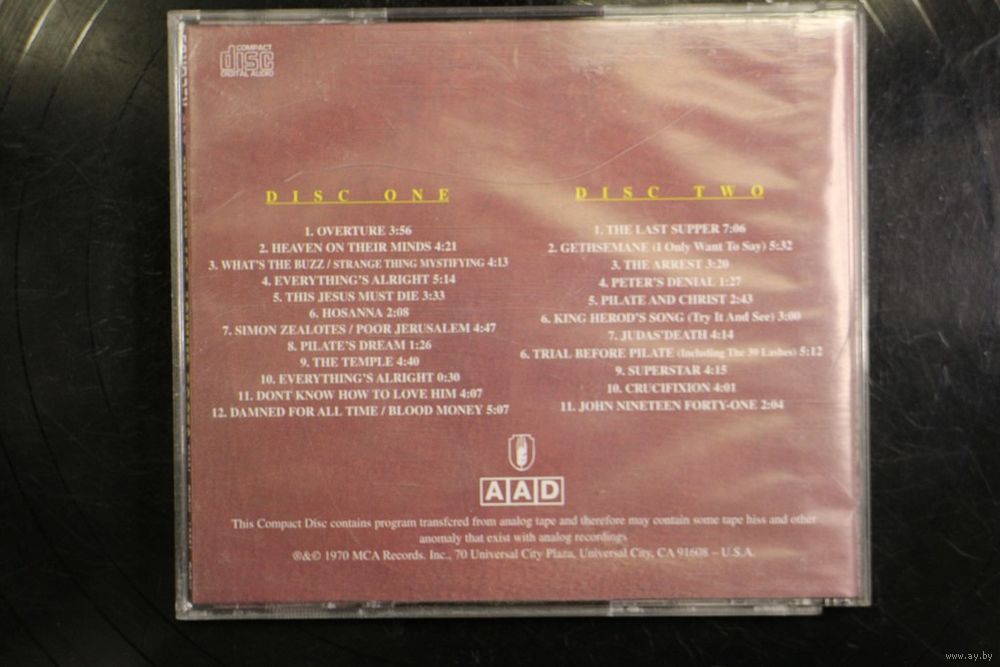 COMPACT
disc
DIGITAL AUDIO
DISC ONE
1. OVERTURE 3:56
2. HEAVEN ON THEIR MINDS 4:21
3. WHAT'S THE BUZZ / STRANGE THING MYSTIFYING 4:13
4. EVERYTHING'S ALRIGHT 5:14
5. THIS JESUS MUST DIE 3:33
6. HOSANNA 2:08
7. SIMON ZEALOTES / POOR JERUSALEM 4:47
8. PILATE'S DREAM 1:26
9. THE TEMPLE 4:40
10. EVERYTHING'S ALRIGHT 0:30
11. DONT KNOW HOW TO LOVE HIM 4:07
12. DAMNED FOR ALL TIME / BLOOD MONEY 5:07
DISC TWO
1. THE LAST SUPPER 7:06
2. GETHSEMANE (I Only Want To Say) 5:32
3. THE ARREST 3:20
4. PETER'S DENIAL 1:27
5. PILATE AND CHRIST 2:43
6. KING HEROD'S SONG (Try It And See) 3:00
7. JUDAS'DEATH 4:14
6. TRIAL BEFORE PILATE (Including The 39 Lashes) 5:12
9. SUPERSTAR 4:15
10. CRUCIFIXION 4:01
11. JOHN NINETEEN FORTY-ONE 2:04
AAD
This Compact Disc contains program transfered from analog tape and therefore may contain some tape hiss and other
anomaly that exist with analog recordings
®&© 1970 MCA Records. Inc., 70 Universal City Plaza, Universal City, CA 91608 – U.S.A.
www.ay.by